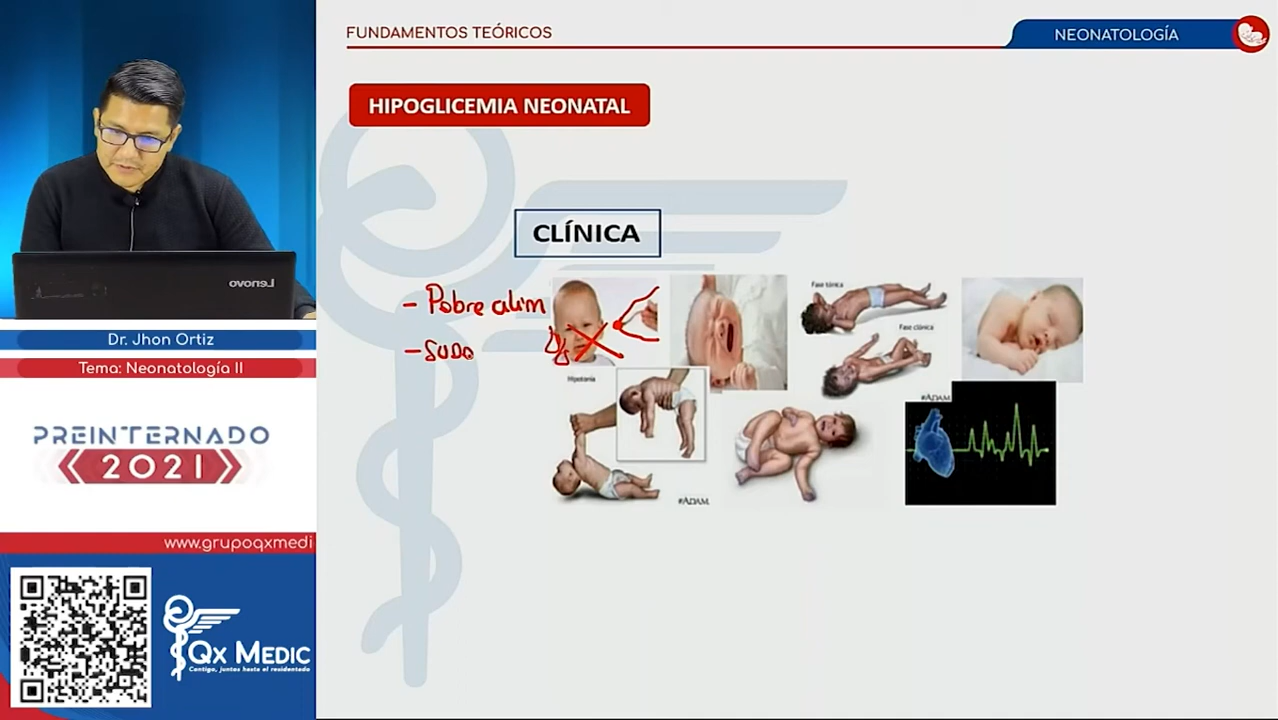 FUNDAMENTOS TEÓRICOS
NEONATOLOGÍA
HIPOGLICEMIA NEONATAL
CLÍNICA
- Pobre alim
- SUDO
Fase tónica
Fase clónica
Hipotonía
#ADAM.
#ADAM.
Lenovo
Dr. Jhon Ortiz
Tema: Neonatología II
PREINTERNADO
2021
www.grupoqxmedi
QX MEDIC
Contigo, juntos hasta el residentado